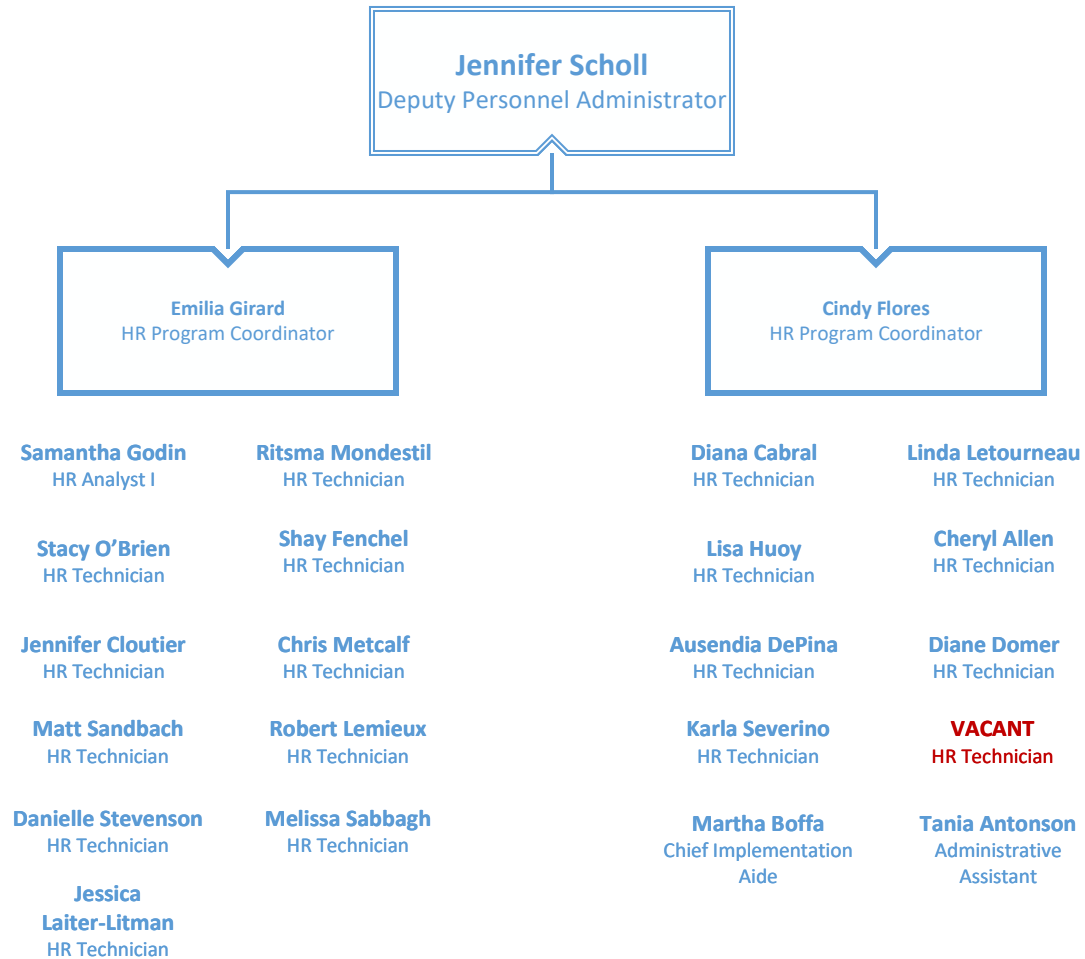 Jennifer Scholl
Deputy Personnel Administrator
Emilia Girard
HR Program Coordinator
Cindy Flores
HR Program Coordinator
Samantha Godin
HR Analyst I
Ritsma Mondestil
HR Technician
Stacy O’Brien
HR Technician
Shay Fenchel
HR Technician
Jennifer Cloutier
HR Technician
Chris Metcalf
HR Technician
Matt Sandbach
HR Technician
Robert Lemieux
HR Technician
Danielle Stevenson
HR Technician
Melissa Sabbagh
HR Technician
Jessica
Laiter-Litman
HR Technician
Diana Cabral
HR Technician
Linda Letourneau
HR Technician
Lisa Huoy
HR Technician
Cheryl Allen
HR Technician
Ausendia DePina
HR Technician
Diane Domer
HR Technician
Karla Severino
HR Technician
VACANT
HR Technician
Martha Boffa
Chief Implementation
Aide
Tania Antonson
Administrative
Assistant